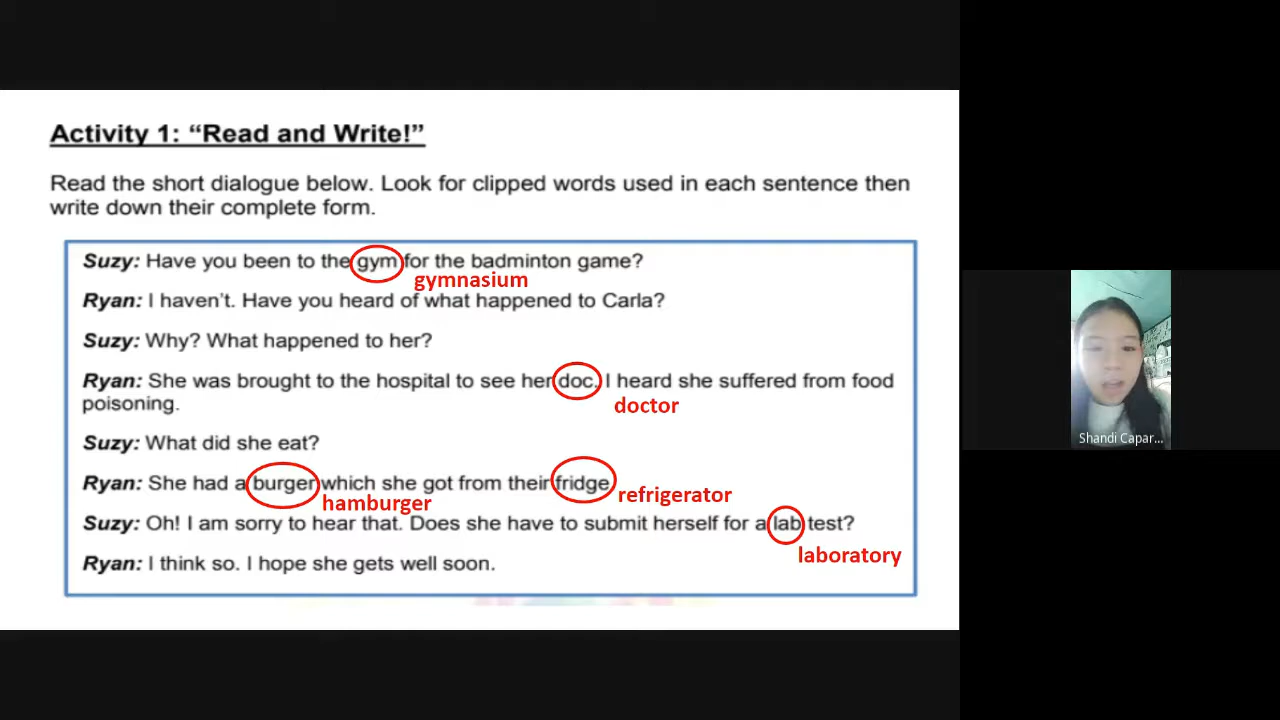 Activity 1: “Read and Write!”
Read the short dialogue below. Look for clipped words used in each sentence then
write down their complete form.
Suzy: Have you been to the gym for the badminton game?
gymnasium
Ryan: I haven’t. Have you heard of what happened to Carla?
Suzy: Why? What happened to her?
Ryan: She was brought to the hospital to see her doc. I heard she suffered from food
doctor
poisoning.
Suzy: What did she eat?
Ryan: She had a burger which she got from their fridge.
hamburger
refrigerator
Suzy: Oh! I am sorry to hear that. Does she have to submit herself for a lab test?
laboratory
Ryan: I think so. I hope she gets well soon.
Shandi Capar...